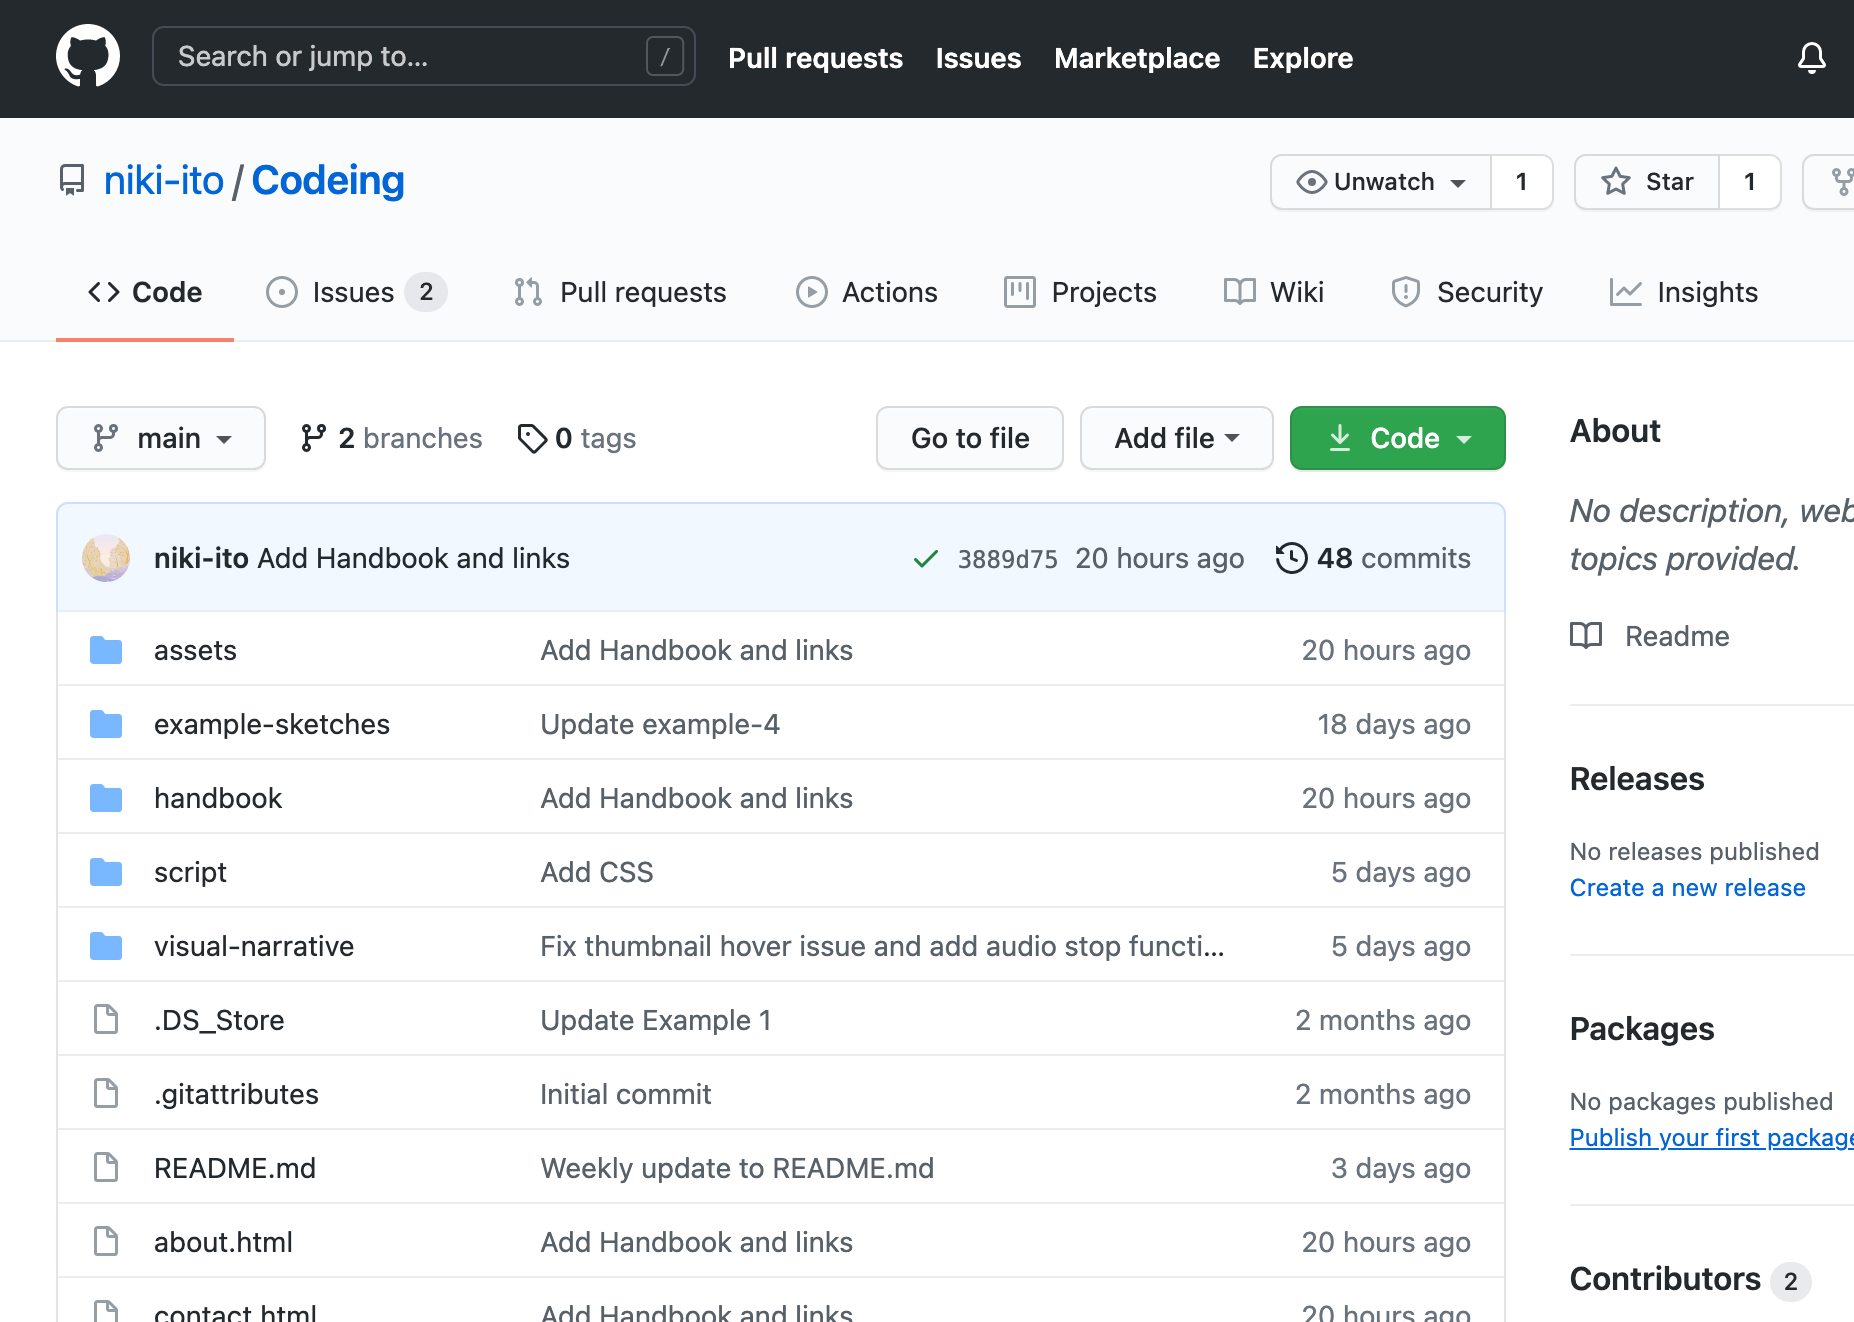 Search or jump to... /
Pull requests Issues Marketplace Explore
niki-ito / Codeing
Unwatch 1 Star 1
Code Issues 2 Pull requests Actions Projects Wiki Security Insights
main 2 branches 0 tags Go to file Add file Code
niki-ito Add Handbook and links 3889d75 20 hours ago 48 commits
assets Add Handbook and links 20 hours ago
example-sketches Update example-4 18 days ago
handbook Add Handbook and links 20 hours ago
script Add CSS 5 days ago
visual-narrative Fix thumbnail hover issue and add audio stop functi... 5 days ago
.DS_Store Update Example 1 2 months ago
.gitattributes Initial commit 2 months ago
README.md Weekly update to README.md 3 days ago
about.html Add Handbook and links 20 hours ago
contact.html Add Handbook and links 20 hours ago
About
No description, web
topics provided.
Readme
Releases
No releases published
Create a new release
Packages
No packages published
Publish your first package
Contributors 2